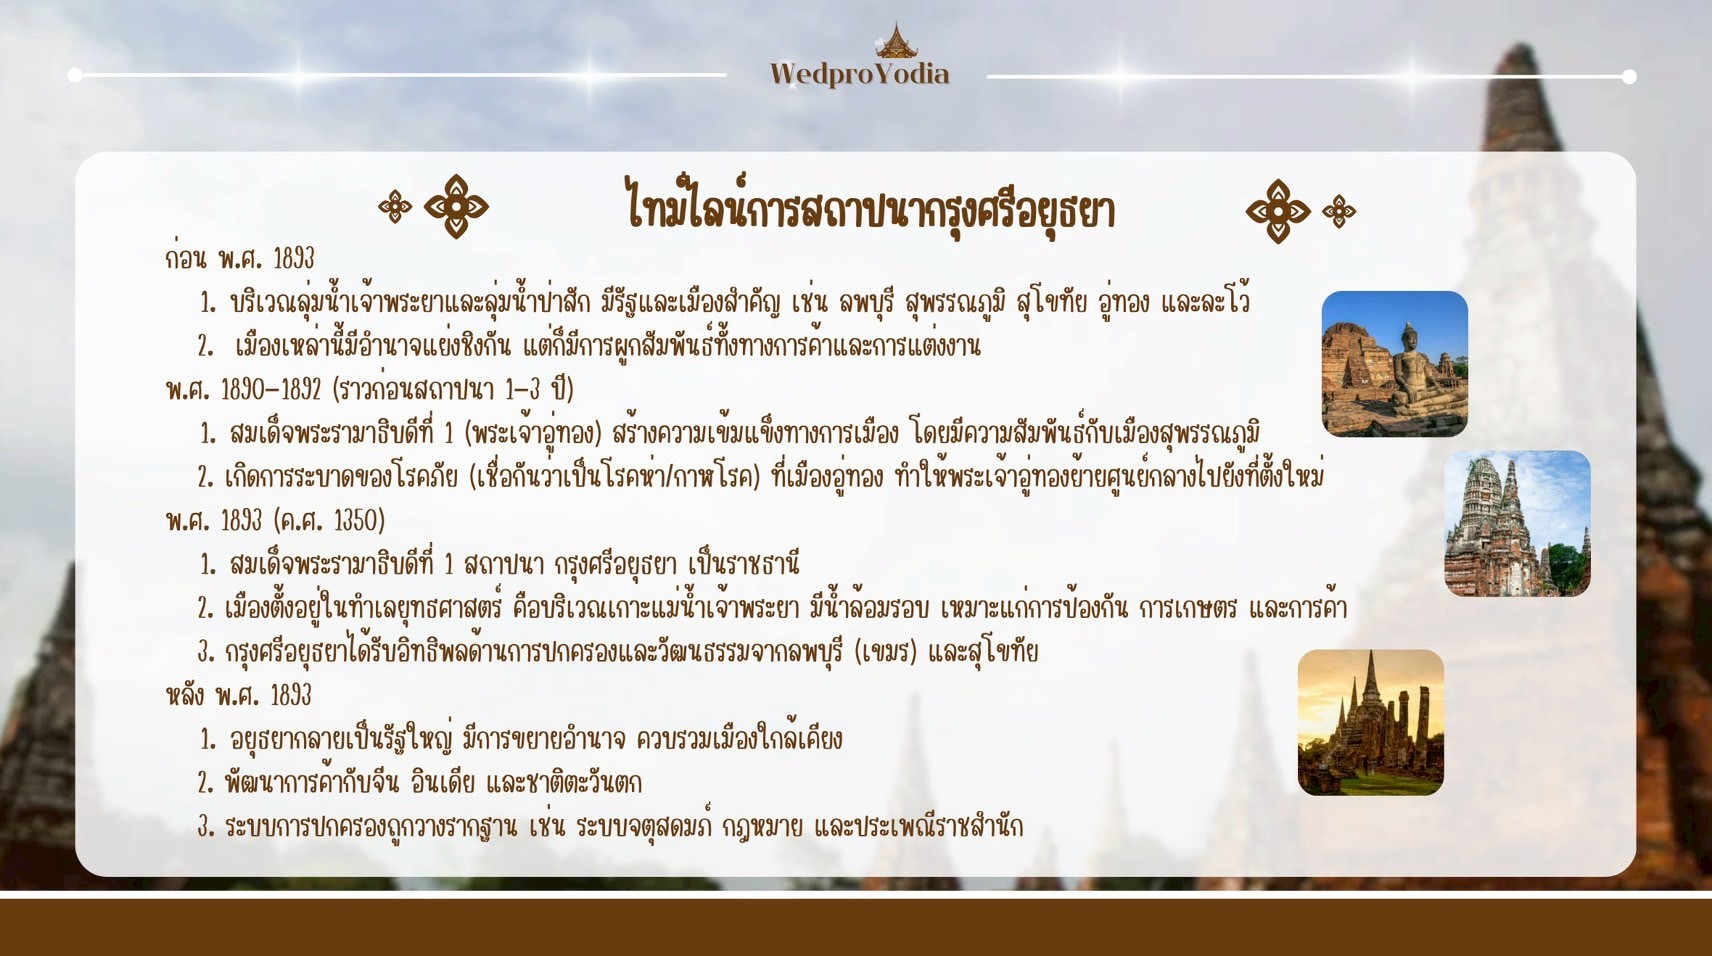 WedproYodia
ไทม์ไลน์การสถาปนากรุงศรีอยุธยา
ก่อน พ.ศ. 1893
1. บริเวณลุ่มน้ำเจ้าพระยาและลุ่มน้ำป่าสัก มีรัฐและเมืองสำคัญ เช่น ลพบุรี สุพรรณภูมิ สุโขทัย อู่ทอง และละโว้
2. เมืองเหล่านี้มีอำนาจแย่งชิงกัน แต่ก็มีการผูกสัมพันธ์ทั้งทางการค้าและการแต่งงาน
พ.ศ. 1890–1892 (ราวก่อนสถาปนา 1–3 ปี)
1. สมเด็จพระรามาธิบดีที่ 1 (พระเจ้าอู่ทอง) สร้างความเข้มแข็งทางการเมือง โดยมีความสัมพันธ์กับเมืองสุพรรณภูมิ
2. เกิดการระบาดของโรคภัย (เชื่อกันว่าเป็นโรคห่า/กาฬโรค) ที่เมืองอู่ทอง ทำให้พระเจ้าอู่ทองย้ายศูนย์กลางไปยังที่ตั้งใหม่
พ.ศ. 1893 (ค.ศ. 1350)
1. สมเด็จพระรามาธิบดีที่ 1 สถาปนา กรุงศรีอยุธยา เป็นราชธานี
2. เมืองตั้งอยู่ในทำเลยุทธศาสตร์ คือบริเวณเกาะแม่น้ำเจ้าพระยา มีน้ำล้อมรอบ เหมาะแก่การป้องกัน การเกษตร และการค้า
3. กรุงศรีอยุธยาได้รับอิทธิพลด้านการปกครองและวัฒนธรรมจากลพบุรี (เขมร) และสุโขทัย
หลัง พ.ศ. 1893
1. อยุธยากลายเป็นรัฐใหญ่ มีการขยายอำนาจ ควบรวมเมืองใกล้เคียง
2. พัฒนาการค้ากับจีน อินเดีย และชาติตะวันตก
3. ระบบการปกครองถูกวางรากฐาน เช่น ระบบจตุสดมภ์ กฎหมาย และประเพณีราชสำนัก